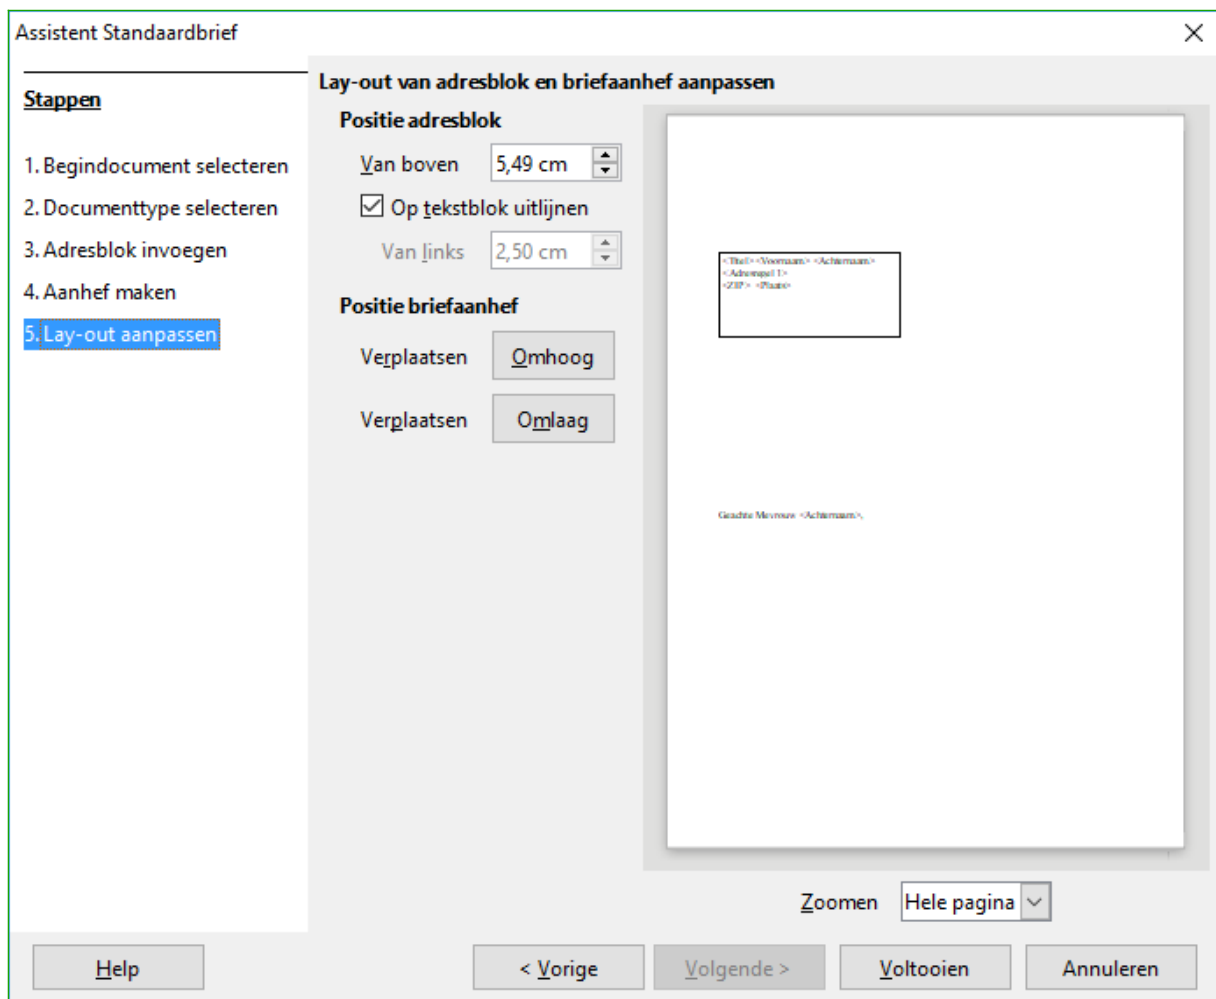 Assistent Standaardbrief
Stappen
1. Begindocument selecteren
2. Documenttype selecteren
3. Adresblok invoegen
4. Aanhef maken
5. Lay-out aanpassen
Lay-out van adresblok en briefaanhef aanpassen
Positie adresblok
Van boven 5,49 cm
Op tekstblok uitlijnen
Van links 2,50 cm
Positie briefaanhef
Verplaatsen Omhoog
Verplaatsen Omlaag
<Titel> <Voornaam> <Achternaam>
<Adresregel 1>
<ZIP> <Plaats>
Geachte Mevrouw <Achternaam>,
Zoomen Hele pagina
Help < Vorige Volgende > Voltooien Annuleren